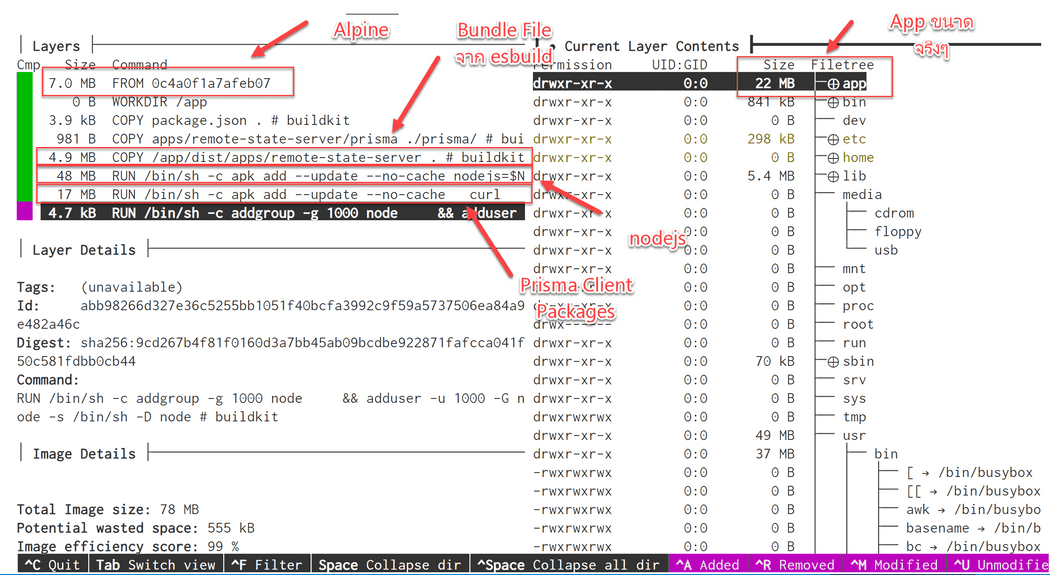 Alpine
Bundle File
จาก esbuild
App ขนาด
จริงๆ
Layers
Cmp Size Command
7.0 MB FROM 0c4a0f1a7afeb07
0 B WORKDIR /app
3.9 kB COPY package.json . # buildkit
981 B COPY apps/remote-state-server/prisma ./prisma/ # bui
4.9 MB COPY /app/dist/apps/remote-state-server . # buildkit
48 MB RUN /bin/sh -c apk add --update --no-cache nodejs=$N
17 MB RUN /bin/sh -c apk add --update --no-cache curl
4.7 kB RUN /bin/sh -c addgroup -g 1000 node && adduser
nodejs
Prisma Client
Packages
Layer Details
Tags: (unavailable)
Id: abb98266d327e36c5255bb1051f40bcfa3992c9f59a5737506ea84a9
e482a46c
Digest: sha256:9cd267b4f81f0160d3a7bb45ab09bcdbe922871fafcca041f
50c581fdbb0cb44
Command:
RUN /bin/sh -c addgroup -g 1000 node && adduser -u 1000 -G n
ode -s /bin/sh -D node # buildkit
Image Details
Total Image size: 78 MB
Potential wasted space: 555 kB
Image efficiency score: 99 %
Current Layer Contents
Permission UID:GID Size Filetree
drwxr-xr-x 0:0 22 MB app
drwxr-xr-x 0:0 841 kB bin
drwxr-xr-x 0:0 0 B dev
drwxr-xr-x 0:0 298 kB etc
drwxr-xr-x 0:0 0 B home
drwxr-xr-x 0:0 5.4 MB lib
drwxr-xr-x 0:0 0 B media
drwxr-xr-x 0:0 0 B cdrom
drwxr-xr-x 0:0 0 B floppy
drwxr-xr-x 0:0 0 B usb
drwxr-xr-x 0:0 0 B mnt
drwxr-xr-x 0:0 0 B opt
0:0 0 B proc
drwx------ 0:0 0 B root
drwxr-xr-x 0:0 0 B run
drwxr-xr-x 0:0 70 kB sbin
drwxr-xr-x 0:0 0 B srv
drwxr-xr-x 0:0 0 B sys
drwxrwxrwx 0:0 0 B tmp
drwxr-xr-x 0:0 49 MB usr
drwxr-xr-x 0:0 37 MB bin
-rwxrwxrwx 0:0 0 B [ → /bin/busybox
-rwxrwxrwx 0:0 0 B [[ → /bin/busybox
-rwxrwxrwx 0:0 0 B awk → /bin/busybo
-rwxrwxrwx 0:0 0 B basename → /bin/b
-rwxrwxrwx 0:0 0 B bc → /bin/busybox
^C Quit Tab Switch view ^F Filter Space Collapse dir ^Space Collapse all dir ^A Added ^R Removed ^M Modified ^U Unmodifie